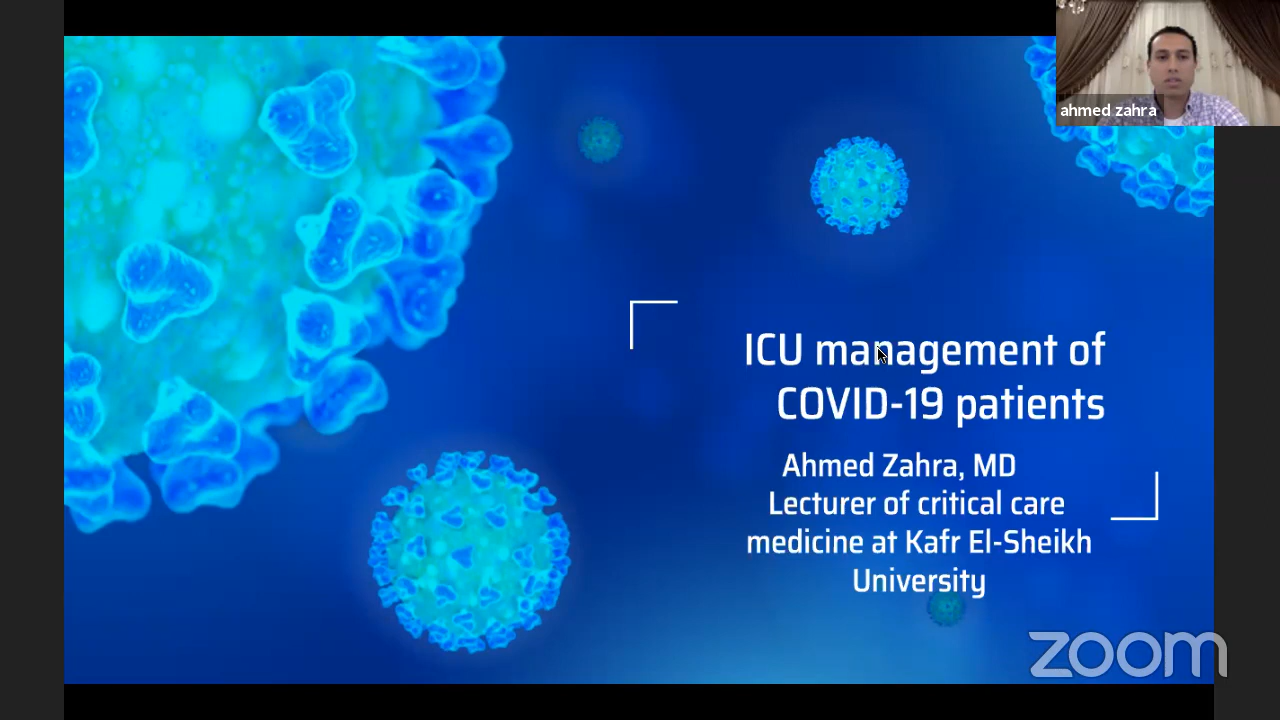 ahmed zahra
ICU management of
COVID-19 patients
Ahmed Zahra, MD
Lecturer of critical care
medicine at Kafr El-Sheikh
University
zoom